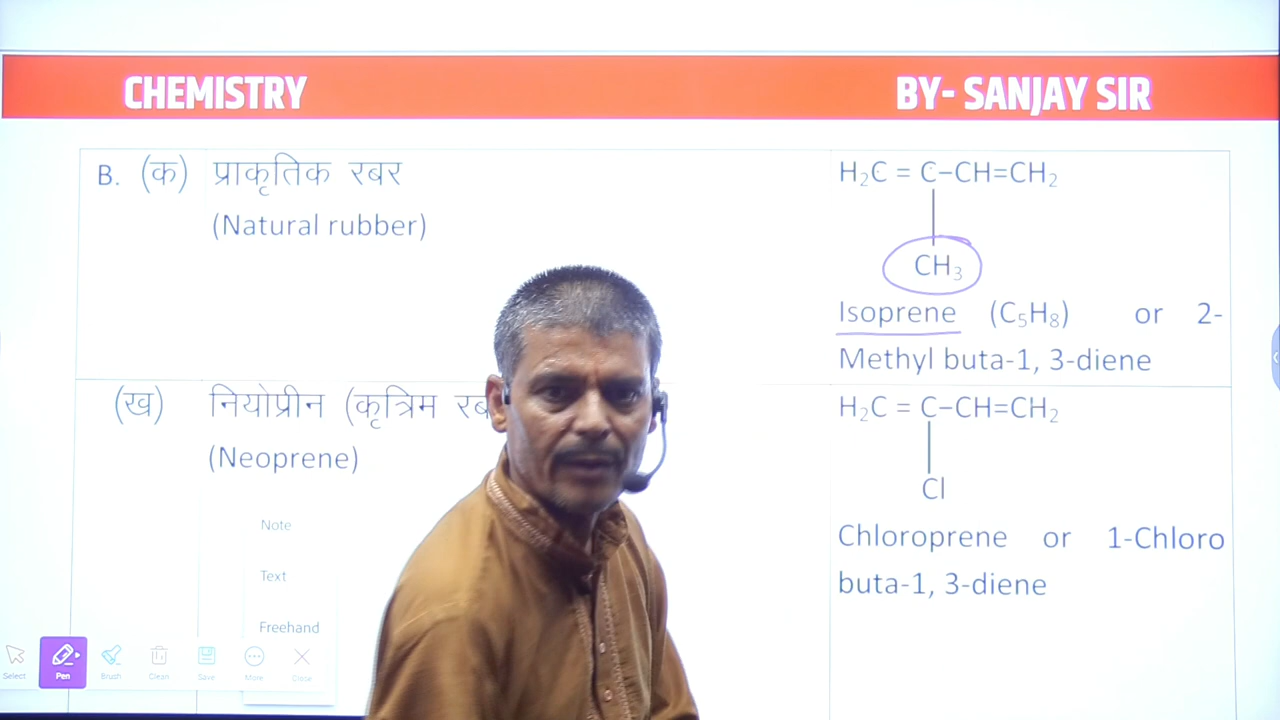 CHEMISTRY BY- SANJAY SIR
B. (क) प्राकृतिक रबर
(Natural rubber)
H₂C = C–CH=CH₂
CH₃
Isoprene (C₅H₈) or 2-
Methyl buta-1, 3-diene
(ख) नियोप्रीन (कृत्रिम
(Neoprene)
H₂C = C–CH=CH₂
Cl
Chloroprene or 1-Chloro
buta-1, 3-diene
Note
Text
Freehand
Select Pen Brush Clean Save More Close